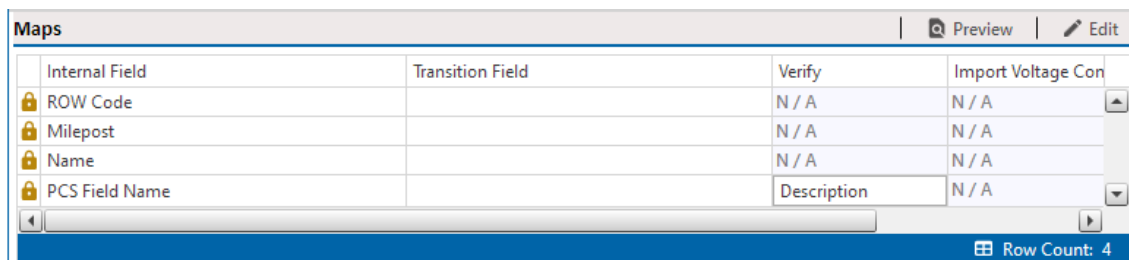 Maps Preview Edit
Internal Field Transition Field Verify Import Voltage Con
ROW Code N / A N / A
Milepost N / A N / A
Name N / A N / A
PCS Field Name Description N / A
Row Count: 4